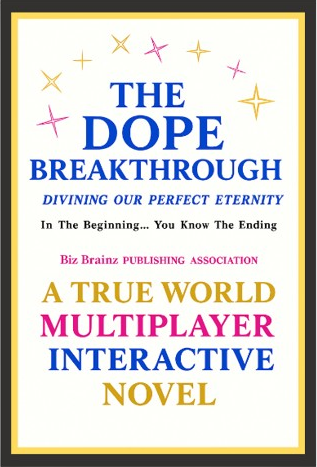 THE
DOPE
BREAKTHROUGH
DIVINING OUR PERFECT ETERNITY
In The Beginning... You Know The Ending
Biz Brainz PUBLISHING ASSOCIATION
A TRUE WORLD
MULTIPLAYER
INTERACTIVE
NOVEL